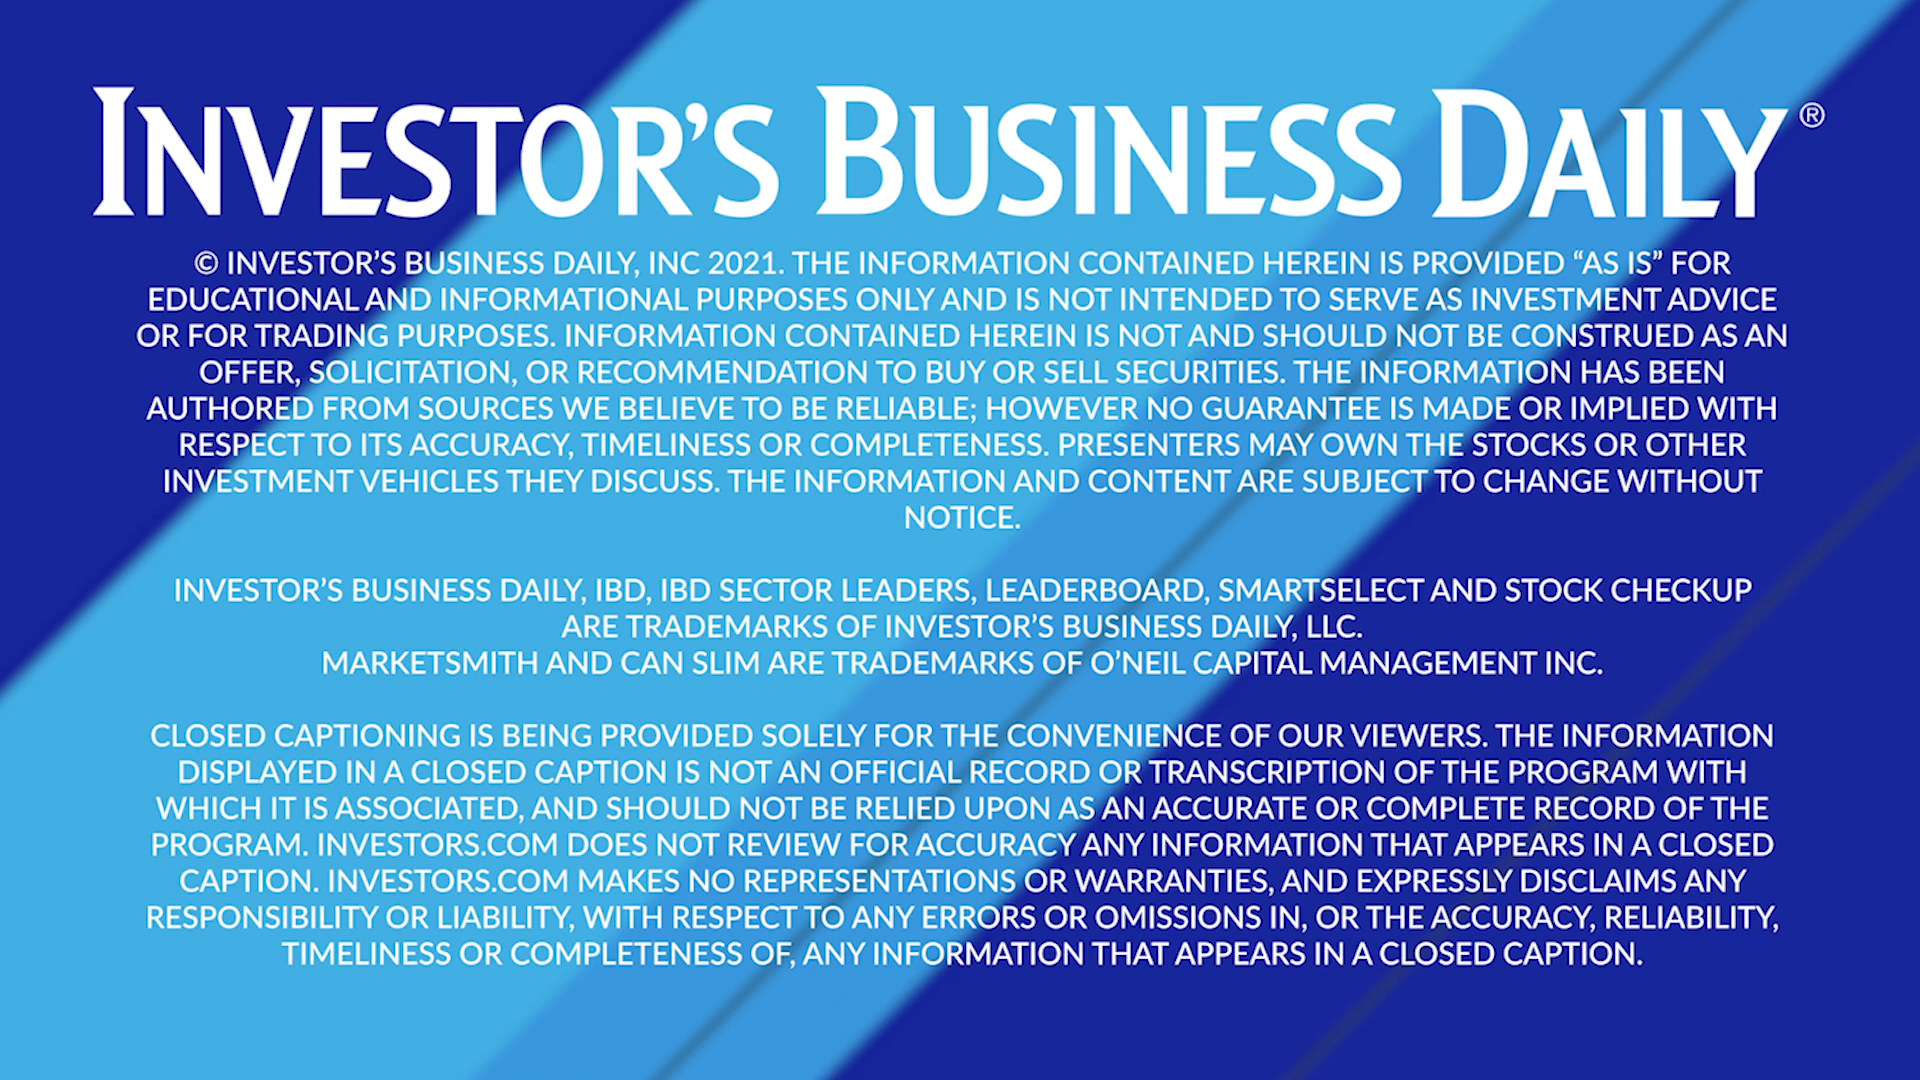 INVESTOR'S BUSINESS DAILY®
© INVESTOR'S BUSINESS DAILY, INC 2021. THE INFORMATION CONTAINED HEREIN IS PROVIDED “AS IS” FOR
EDUCATIONAL AND INFORMATIONAL PURPOSES ONLY AND IS NOT INTENDED TO SERVE AS INVESTMENT ADVICE
OR FOR TRADING PURPOSES. INFORMATION CONTAINED HEREIN IS NOT AND SHOULD NOT BE CONSTRUED AS AN
OFFER, SOLICITATION, OR RECOMMENDATION TO BUY OR SELL SECURITIES. THE INFORMATION HAS BEEN
AUTHORED FROM SOURCES WE BELIEVE TO BE RELIABLE; HOWEVER NO GUARANTEE IS MADE OR IMPLIED WITH
RESPECT TO ITS ACCURACY, TIMELINESS OR COMPLETENESS. PRESENTERS MAY OWN THE STOCKS OR OTHER
INVESTMENT VEHICLES THEY DISCUSS. THE INFORMATION AND CONTENT ARE SUBJECT TO CHANGE WITHOUT
NOTICE.
INVESTOR'S BUSINESS DAILY, IBD, IBD SECTOR LEADERS, LEADERBOARD, SMARTSELECT AND STOCK CHECKUP
ARE TRADEMARKS OF INVESTOR'S BUSINESS DAILY, LLC.
MARKETSMITH AND CAN SLIM ARE TRADEMARKS OF O'NEIL CAPITAL MANAGEMENT INC.
CLOSED CAPTIONING IS BEING PROVIDED SOLELY FOR THE CONVENIENCE OF OUR VIEWERS. THE INFORMATION
DISPLAYED IN A CLOSED CAPTION IS NOT AN OFFICIAL RECORD OR TRANSCRIPTION OF THE PROGRAM WITH
WHICH IT IS ASSOCIATED, AND SHOULD NOT BE RELIED UPON AS AN ACCURATE OR COMPLETE RECORD OF THE
PROGRAM. INVESTORS.COM DOES NOT REVIEW FOR ACCURACY ANY INFORMATION THAT APPEARS IN A CLOSED
CAPTION. INVESTORS.COM MAKES NO REPRESENTATIONS OR WARRANTIES, AND EXPRESSLY DISCLAIMS ANY
RESPONSIBILITY OR LIABILITY, WITH RESPECT TO ANY ERRORS OR OMISSIONS IN, OR THE ACCURACY, RELIABILITY,
TIMELINESS OR COMPLETENESS OF, ANY INFORMATION THAT APPEARS IN A CLOSED CAPTION.